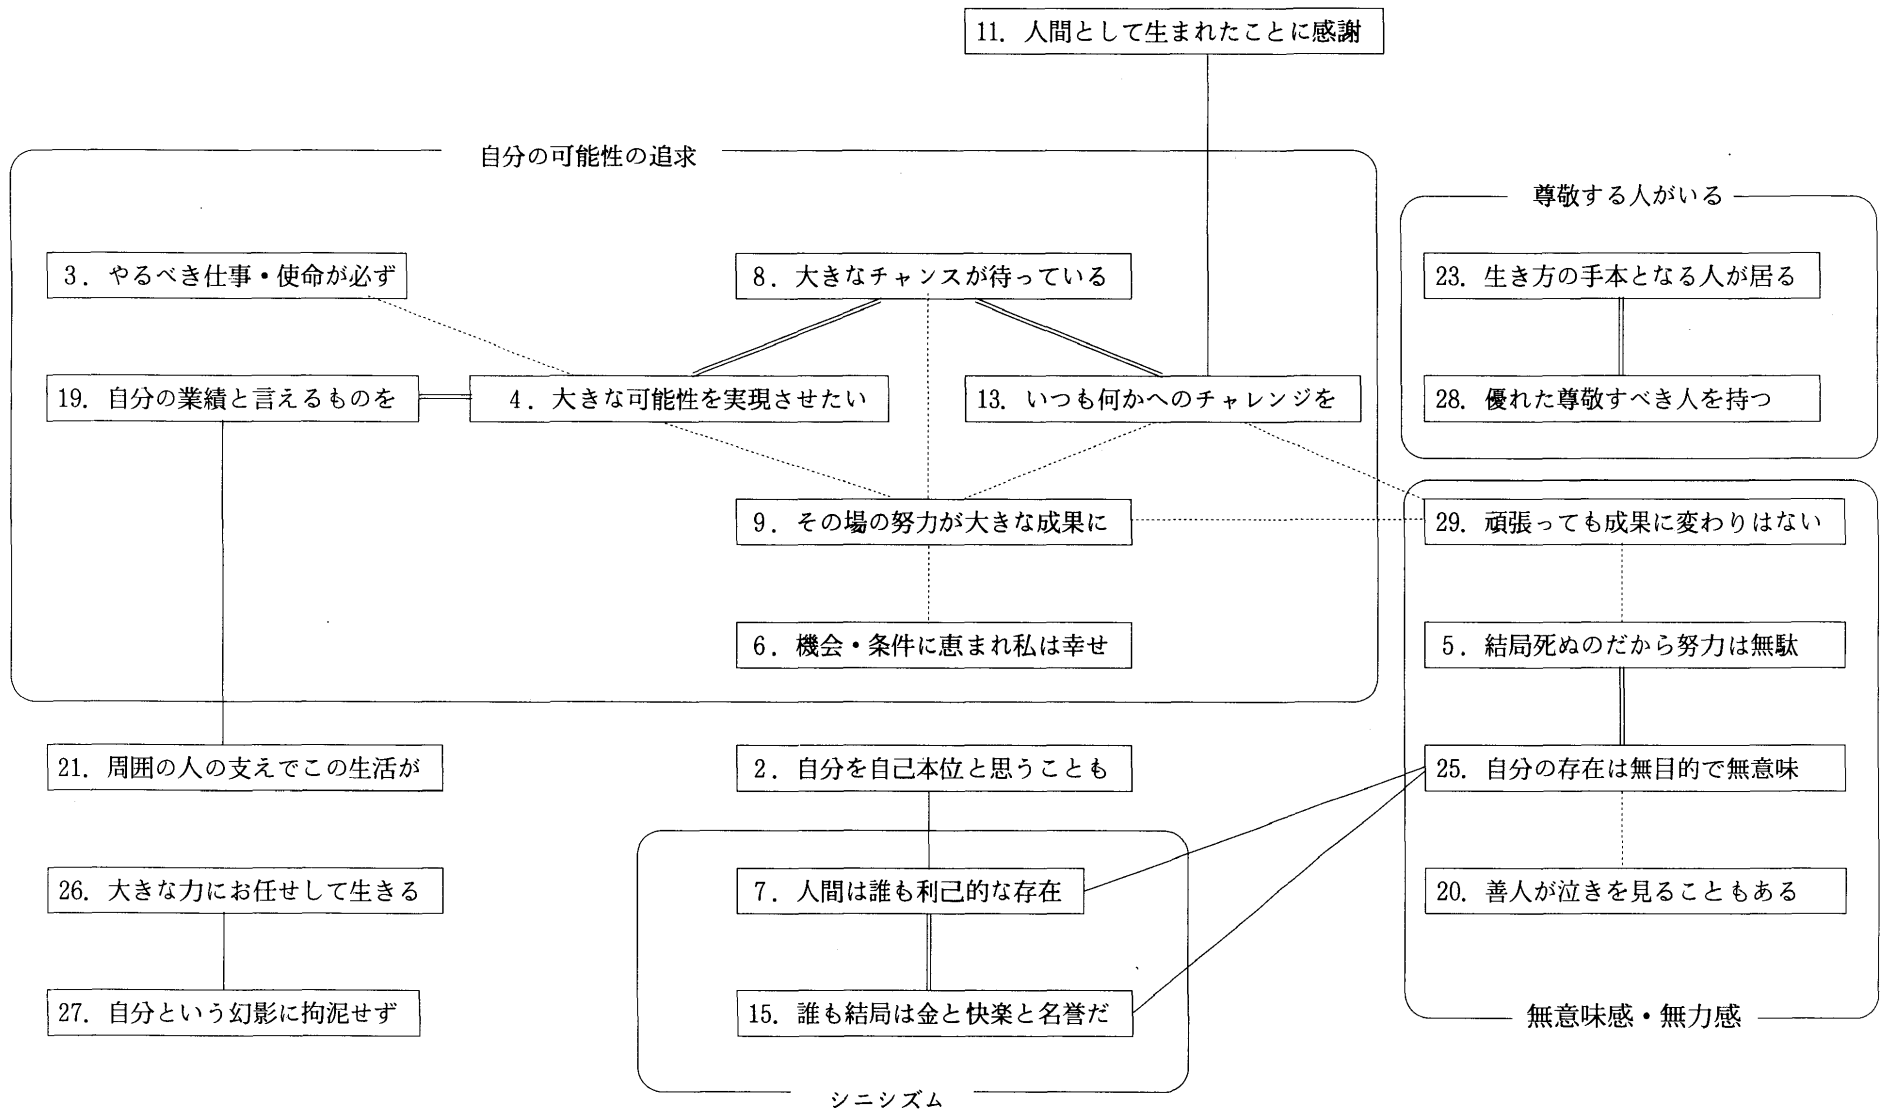 11. 人間として生まれたことに感謝
自分の可能性の追求
尊敬する人がいる
3. やるべき仕事・使命が必ず
8. 大きなチャンスが待っている
23. 生き方の手本となる人が居る
19. 自分の業績と言えるものを
4. 大きな可能性を実現させたい
13. いつも何かへのチャレンジを
28. 優れた尊敬すべき人を持つ
9. その場の努力が大きな成果に
29. 頑張っても成果に変わりはない
6. 機会・条件に恵まれ私は幸せ
5. 結局死ぬのだから努力は無駄
21. 周囲の人の支えでこの生活が
2. 自分を自己本位と思うことも
25. 自分の存在は無目的で無意味
26. 大きな力にお任せして生きる
7. 人間は誰も利己的な存在
20. 善人が泣きを見ることもある
27. 自分という幻影に拘泥せず
15. 誰も結局は金と快楽と名誉だ
無意味感・無力感
シニシズム